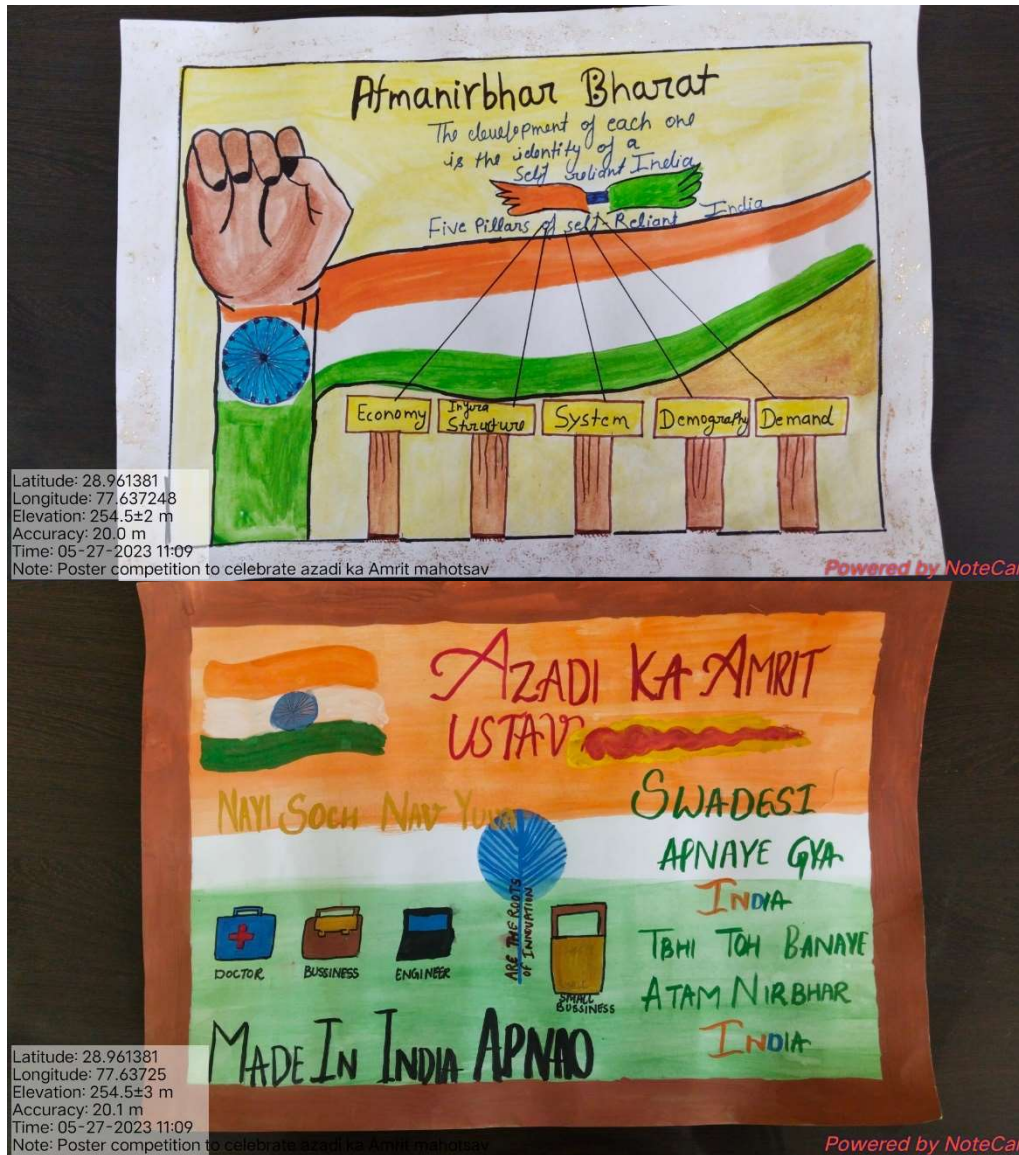 Atmanirbhar Bharat
The development of each one
is the identity of a
Self reliant India
Five Pillars of self-Reliant India
Economy
Infura
Structure
System
Demography
Demand
Latitude: 28.961381
Longitude: 77.637248
Elevation: 254.5±2 m
Accuracy: 20.0 m
Time: 05-27-2023 11:09
Note: Poster competition to celebrate azadi ka Amrit mahotsav
Powered by NoteCa
AZADI KA AMRIT
USTAV
NAYI SOCH NAV YUVA
SWADESI
APNAYE GYA
INDIA
TBHI TOH BANAYE
ATAM NIRBHAR
INDIA
ARE THE ROOTS
OF INNOVATION
DOCTOR
BUSSINESS
ENGINEER
SMALL
BUSSINESS
MADE IN INDIA APNAO
Latitude: 28.961381
Longitude: 77.63725
Elevation: 254.5±3 m
Accuracy: 20.1 m
Time: 05-27-2023 11:09
Note: Poster competition to celebrate azadi ka Amrit mahotsav
Powered by NoteCa